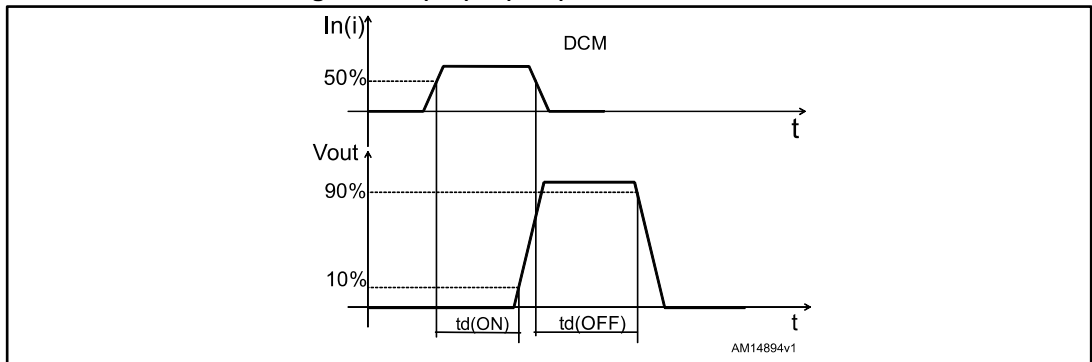 In(i)
DCM
50%
t
Vout
90%
10%
td(ON)
td(OFF)
t
AM14894v1